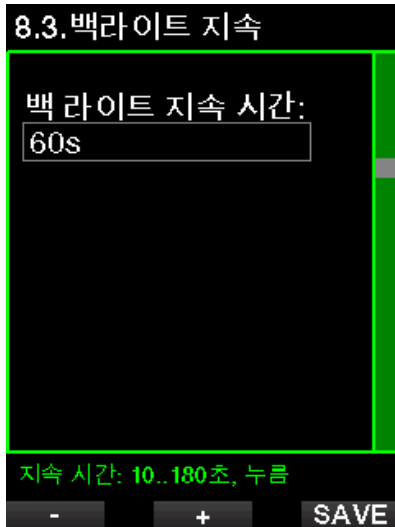 8.3.백라이트 지속
백 라이트 지속 시간:
60s
지속 시간: 10..180초, 누름
- + SAVE